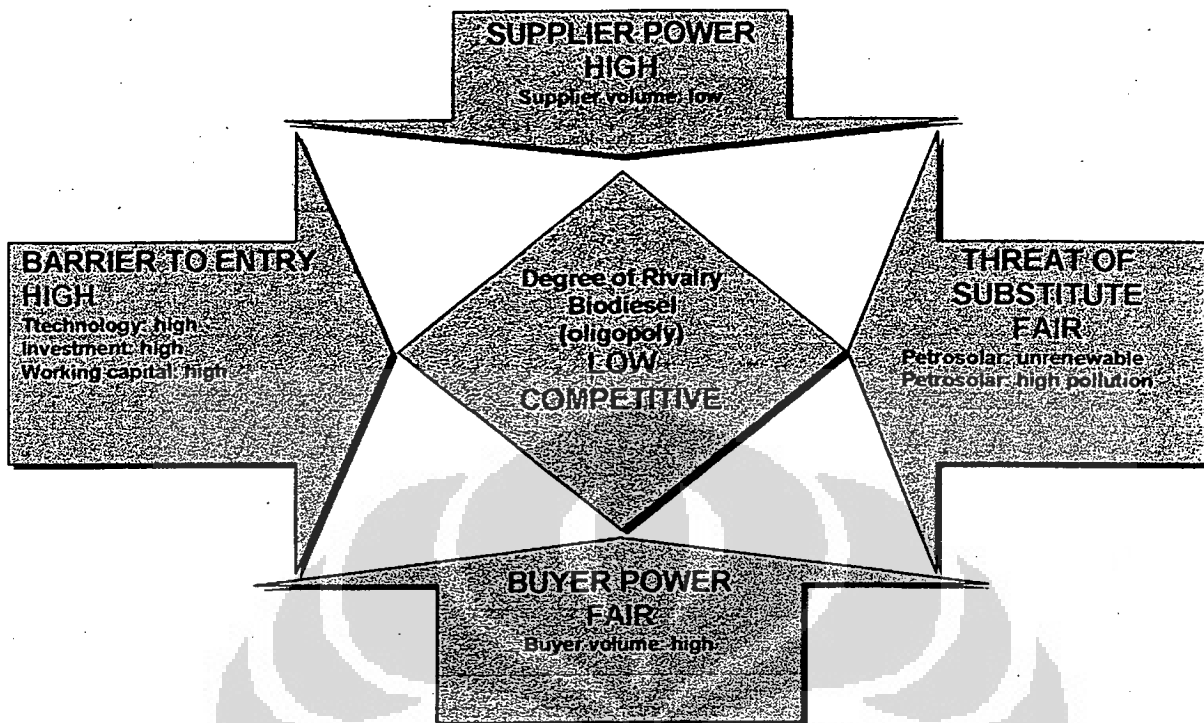 SUPPLIER POWER
HIGH
Supplier volume: low
BARRIER TO ENTRY
HIGH
Ttechnology: high
Investment: high
Working capital: high
Degree of Rivalry
Biodiesel
(oligopoly)
LOW
COMPETITIVE
THREAT OF
SUBSTITUTE
FAIR
Petrosolar: unrenewable
Petrosolar: high pollution
BUYER POWER
FAIR
Buyer volume: high